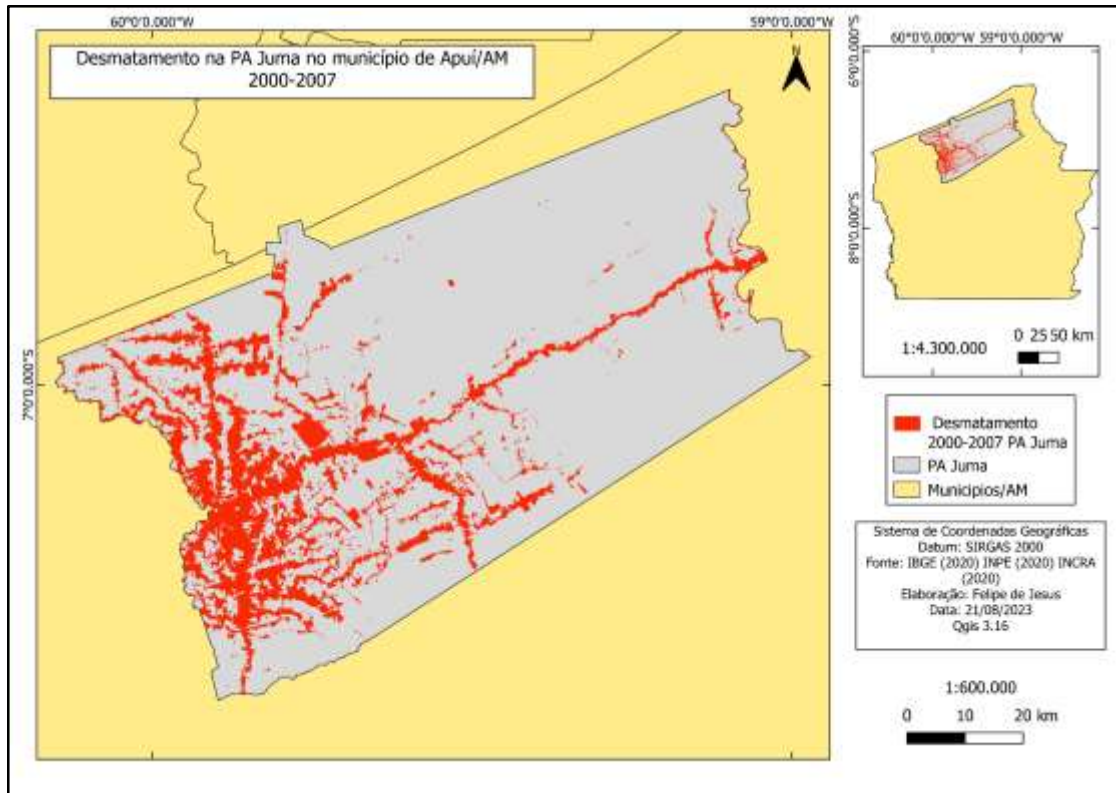 60°0'0.000"W
59°0'0.000"W
Desmatamento na PA Juma no município de Apuí/AM
2000-2007
N
7°0'0.000"S
60°0'0.000"W 59°0'0.000"W
6°0'0.000"S
8°0'0.000"S
1:4.300.000
0 25 50 km
Desmatamento
2000-2007 PA Juma
PA Juma
Municipios/AM
Sistema de Coordenadas Geográficas
Datum: SIRGAS 2000
Fonte: IBGE (2020) INPE (2020) INCRA
(2020)
Elaboração: Felipe de Jesus
Data: 21/08/2023
Qgis 3.16
1:600.000
0 10 20 km